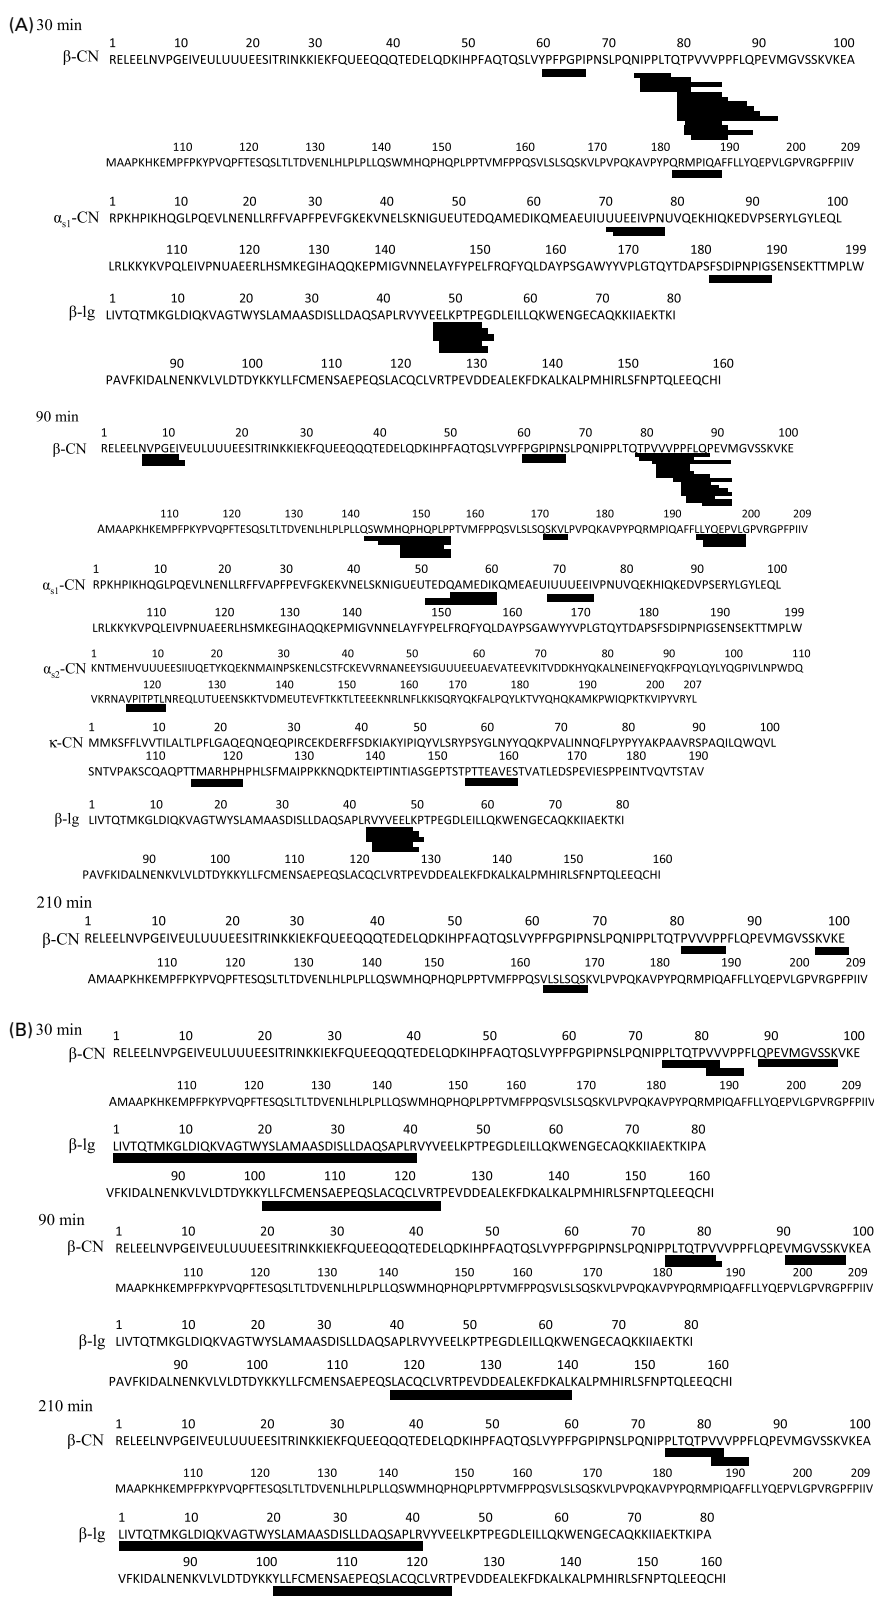 (A) 30 min
1 10 20 30 40 50 60 70 80 90 100
β-CN RELEELNVPGEIVEULUUUEESITRINKKIEKFQUEEQQQTEDELQDKIHPFAQTQSLVYPFPGPIPNSLPQNIPPLTQTPVVVPPFLQPEVMGVSSKVKEA
110 120 130 140 150 160 170 180 190 200 209
MAAPKHKEMPFPKYPVQPFTESQSLTLTDVENLHLPLPLLQSWMHQPHQPLPPTVMFPPQSVLSLSQSKVLPVPQKAVPYPQRMPIQAFFLLYQEPVLGPVRGPFPIIV
1 10 20 30 40 50 60 70 80 90 100
αs1-CN RPKHPIKHQGLPQEVLNENLLRFFVAPFPEVFGKEKVNELSKNIGUEUTEDQAMEDIKQMEAEUIUUUEEIVPNUVQEKHIQKEDVPSERYLGYLEQL
110 120 130 140 150 160 170 180 190 199
LRLKKYKVPQLEIVPNUAEERLHSMKEGIHAQQKEPMIGVNNELAYFYPELFRQFYQLDAYPSGAWYYVPLGTQYTDAPSFSDIPNPIGSENSEKTTMPLW
1 10 20 30 40 50 60 70 80
β-lg LIVTQTMKGLDIQKVAGTWYSLAMAASDISLLDAQSAPLRVYVEELKPTPEGDLEILLQKWENGECAQKKIIAEKTKI
90 100 110 120 130 140 150 160
PAVFKIDALNENKVLVLDTDYKKYLLFCMENSAEPEQSLACQCLVRTPEVDDEALEKFDKALKALPMHIRLSFNPTQLEEQCHI
90 min
1 10 20 30 40 50 60 70 80 90 100
β-CN RELEELNVPGEIVEULUUUEESITRINKKIEKFQUEEQQQTEDELQDKIHPFAQTQSLVYPFPGPIPNSLPQNIPPLTQTPVVVPPFLQPEVMGVSSKVKE
110 120 130 140 150 160 170 180 190 200 209
AMAAPKHKEMPFPKYPVQPFTESQSLTLTDVENLHLPLPLLQSWMHQPHQPLPPTVMFPPQSVLSLSQSKVLPVPQKAVPYPQRMPIQAFFLLYQEPVLGPVRGPFPIIV
1 10 20 30 40 50 60 70 80 90 100
αs1-CN RPKHPIKHQGLPQEVLNENLLRFFVAPFPEVFGKEKVNELSKNIGUEUTEDQAMEDIKQMEAEUIUUUEEIVPNUVQEKHIQKEDVPSERYLGYLEQL
110 120 130 140 150 160 170 180 190 199
LRLKKYKVPQLEIVPNUAEERLHSMKEGIHAQQKEPMIGVNNELAYFYPELFRQFYQLDAYPSGAWYYVPLGTQYTDAPSFSDIPNPIGSENSEKTTMPLW
1 10 20 30 40 50 60 70 80 90 100 110
αs2-CN KNTMEHVUUUEESIIUQETYKQEKNMAINPSKENLCSTFCKEVVRNANEEYSIGUUUEEUAEVATEEVKITVDDKHYQKALNEINEFYQKFPQYLQYLYQGPIVLNPWDQ
120 130 140 150 160 170 180 190 200 207
VKRNAVPITPTLNREQLUTUEENSKKTVDMEUTEVFTKKTLTEEEKNRLNFLKKISQRYQKFALPQYLKTVYQHQKAMKPWIQPKTKVIPYVRYL
1 10 20 30 40 50 60 70 80 90 100
κ-CN MMKSFFLVVTILALTLPFLGAQEQNQEQPIRCEKDERFFSDKIAKYIPIQYVLSRYPSYGLNYYQQKPVALINNQFLPYPYYAKPAAVRSPAQILQWQVL
110 120 130 140 150 160 170 180 190
SNTVPAKSCQAQPTTMARHPHPHLSFMAIPPKKNQDKTEIPTINTIASGEPTSTPTTEAVESTVATLEDSPEVIESPPEINTVQVTSTAV
1 10 20 30 40 50 60 70 80
β-lg LIVTQTMKGLDIQKVAGTWYSLAMAASDISLLDAQSAPLRVYVEELKPTPEGDLEILLQKWENGECAQKKIIAEKTKI
90 100 110 120 130 140 150 160
PAVFKIDALNENKVLVLDTDYKKYLLFCMENSAEPEQSLACQCLVRTPEVDDEALEKFDKALKALPMHIRLSFNPTQLEEQCHI
210 min
1 10 20 30 40 50 60 70 80 90 100
β-CN RELEELNVPGEIVEULUUUEESITRINKKIEKFQUEEQQQTEDELQDKIHPFAQTQSLVYPFPGPIPNSLPQNIPPLTQTPVVVPPFLQPEVMGVSSKVKE
110 120 130 140 150 160 170 180 190 200 209
AMAAPKHKEMPFPKYPVQPFTESQSLTLTDVENLHLPLPLLQSWMHQPHQPLPPTVMFPPQSVLSLSQSKVLPVPQKAVPYPQRMPIQAFFLLYQEPVLGPVRGPFPIIV
(B) 30 min
1 10 20 30 40 50 60 70 80 90 100
β-CN RELEELNVPGEIVEULUUUEESITRINKKIEKFQUEEQQQTEDELQDKIHPFAQTQSLVYPFPGPIPNSLPQNIPPLTQTPVVVPPFLQPEVMGVSSKVKE
110 120 130 140 150 160 170 180 190 200 209
AMAAPKHKEMPFPKYPVQPFTESQSLTLTDVENLHLPLPLLQSWMHQPHQPLPPTVMFPPQSVLSLSQSKVLPVPQKAVPYPQRMPIQAFFLLYQEPVLGPVRGPFPIIV
1 10 20 30 40 50 60 70 80
β-lg LIVTQTMKGLDIQKVAGTWYSLAMAASDISLLDAQSAPLRVYVEELKPTPEGDLEILLQKWENGECAQKKIIAEKTKIPA
90 100 110 120 130 140 150 160
VFKIDALNENKVLVLDTDYKKYLLFCMENSAEPEQSLACQCLVRTPEVDDEALEKFDKALKALPMHIRLSFNPTQLEEQCHI
90 min
1 10 20 30 40 50 60 70 80 90 100
β-CN RELEELNVPGEIVEULUUUEESITRINKKIEKFQUEEQQQTEDELQDKIHPFAQTQSLVYPFPGPIPNSLPQNIPPLTQTPVVVPPFLQPEVMGVSSKVKEA
110 120 130 140 150 160 170 180 190 200 209
MAAPKHKEMPFPKYPVQPFTESQSLTLTDVENLHLPLPLLQSWMHQPHQPLPPTVMFPPQSVLSLSQSKVLPVPQKAVPYPQRMPIQAFFLLYQEPVLGPVRGPFPIIV
1 10 20 30 40 50 60 70 80
β-lg LIVTQTMKGLDIQKVAGTWYSLAMAASDISLLDAQSAPLRVYVEELKPTPEGDLEILLQKWENGECAQKKIIAEKTKI
90 100 110 120 130 140 150 160
PAVFKIDALNENKVLVLDTDYKKYLLFCMENSAEPEQSLACQCLVRTPEVDDEALEKFDKALKALPMHIRLSFNPTQLEEQCHI
210 min
1 10 20 30 40 50 60 70 80 90 100
β-CN RELEELNVPGEIVEULUUUEESITRINKKIEKFQUEEQQQTEDELQDKIHPFAQTQSLVYPFPGPIPNSLPQNIPPLTQTPVVVPPFLQPEVMGVSSKVKEA
110 120 130 140 150 160 170 180 190 200 209
MAAPKHKEMPFPKYPVQPFTESQSLTLTDVENLHLPLPLLQSWMHQPHQPLPPTVMFPPQSVLSLSQSKVLPVPQKAVPYPQRMPIQAFFLLYQEPVLGPVRGPFPIIV
1 10 20 30 40 50 60 70 80
β-lg LIVTQTMKGLDIQKVAGTWYSLAMAASDISLLDAQSAPLRVYVEELKPTPEGDLEILLQKWENGECAQKKIIAEKTKIPA
90 100 110 120 130 140 150 160
VFKIDALNENKVLVLDTDYKKYLLFCMENSAEPEQSLACQCLVRTPEVDDEALEKFDKALKALPMHIRLSFNPTQLEEQCHI